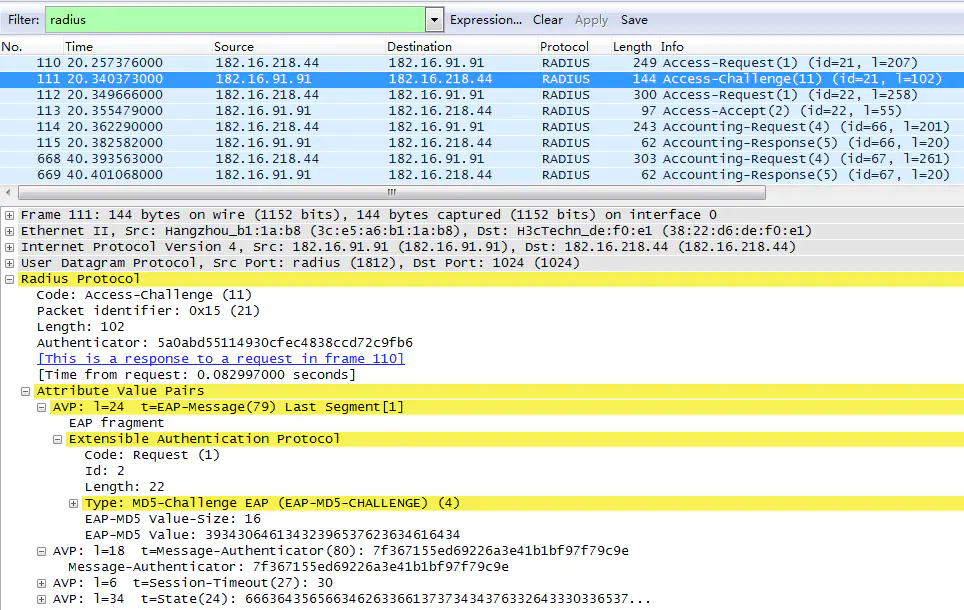 Filter: radius Expression... Clear Apply Save
No. Time Source Destination Protocol Length Info
110 20.257376000 182.16.218.44 182.16.91.91 RADIUS 249 Access-Request(1) (id=21, l=207)
111 20.340373000 182.16.91.91 182.16.218.44 RADIUS 144 Access-Challenge(11) (id=21, l=102)
112 20.349666000 182.16.218.44 182.16.91.91 RADIUS 300 Access-Request(1) (id=22, l=258)
113 20.355479000 182.16.91.91 182.16.218.44 RADIUS 97 Access-Accept(2) (id=22, l=55)
114 20.362290000 182.16.218.44 182.16.91.91 RADIUS 243 Accounting-Request(4) (id=66, l=201)
115 20.382582000 182.16.91.91 182.16.218.44 RADIUS 62 Accounting-Response(5) (id=66, l=20)
668 40.393563000 182.16.218.44 182.16.91.91 RADIUS 303 Accounting-Request(4) (id=67, l=261)
669 40.401068000 182.16.91.91 182.16.218.44 RADIUS 62 Accounting-Response(5) (id=67, l=20)
Frame 111: 144 bytes on wire (1152 bits), 144 bytes captured (1152 bits) on interface 0
Ethernet II, Src: Hangzhou_b1:1a:b8 (3c:e5:a6:b1:1a:b8), Dst: H3cTechn_de:f0:e1 (38:22:d6:de:f0:e1)
Internet Protocol Version 4, Src: 182.16.91.91 (182.16.91.91), Dst: 182.16.218.44 (182.16.218.44)
User Datagram Protocol, Src Port: radius (1812), Dst Port: 1024 (1024)
Radius Protocol
Code: Access-Challenge (11)
Packet identifier: 0x15 (21)
Length: 102
Authenticator: 5a0abd55114930cfec4838ccd72c9fb6
[This is a response to a request in frame 110]
[Time from request: 0.082997000 seconds]
Attribute Value Pairs
AVP: l=24 t=EAP-Message(79) Last Segment[1]
EAP fragment
Extensible Authentication Protocol
Code: Request (1)
Id: 2
Length: 22
Type: MD5-Challenge EAP (EAP-MD5-CHALLENGE) (4)
EAP-MD5 Value-Size: 16
EAP-MD5 Value: 39343064613432396537623634616434
AVP: l=18 t=Message-Authenticator(80): 7f367155ed69226a3e41b1bf97f79c9e
Message-Authenticator: 7f367155ed69226a3e41b1bf97f79c9e
AVP: l=6 t=Session-Timeout(27): 30
AVP: l=34 t=State(24): 66636435656634626336613737343437633264333033 6537...